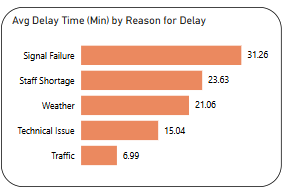 Avg Delay Time (Min) by Reason for Delay
Signal Failure 31.26
Staff Shortage 23.63
Weather 21.06
Technical Issue 15.04
Traffic 6.99